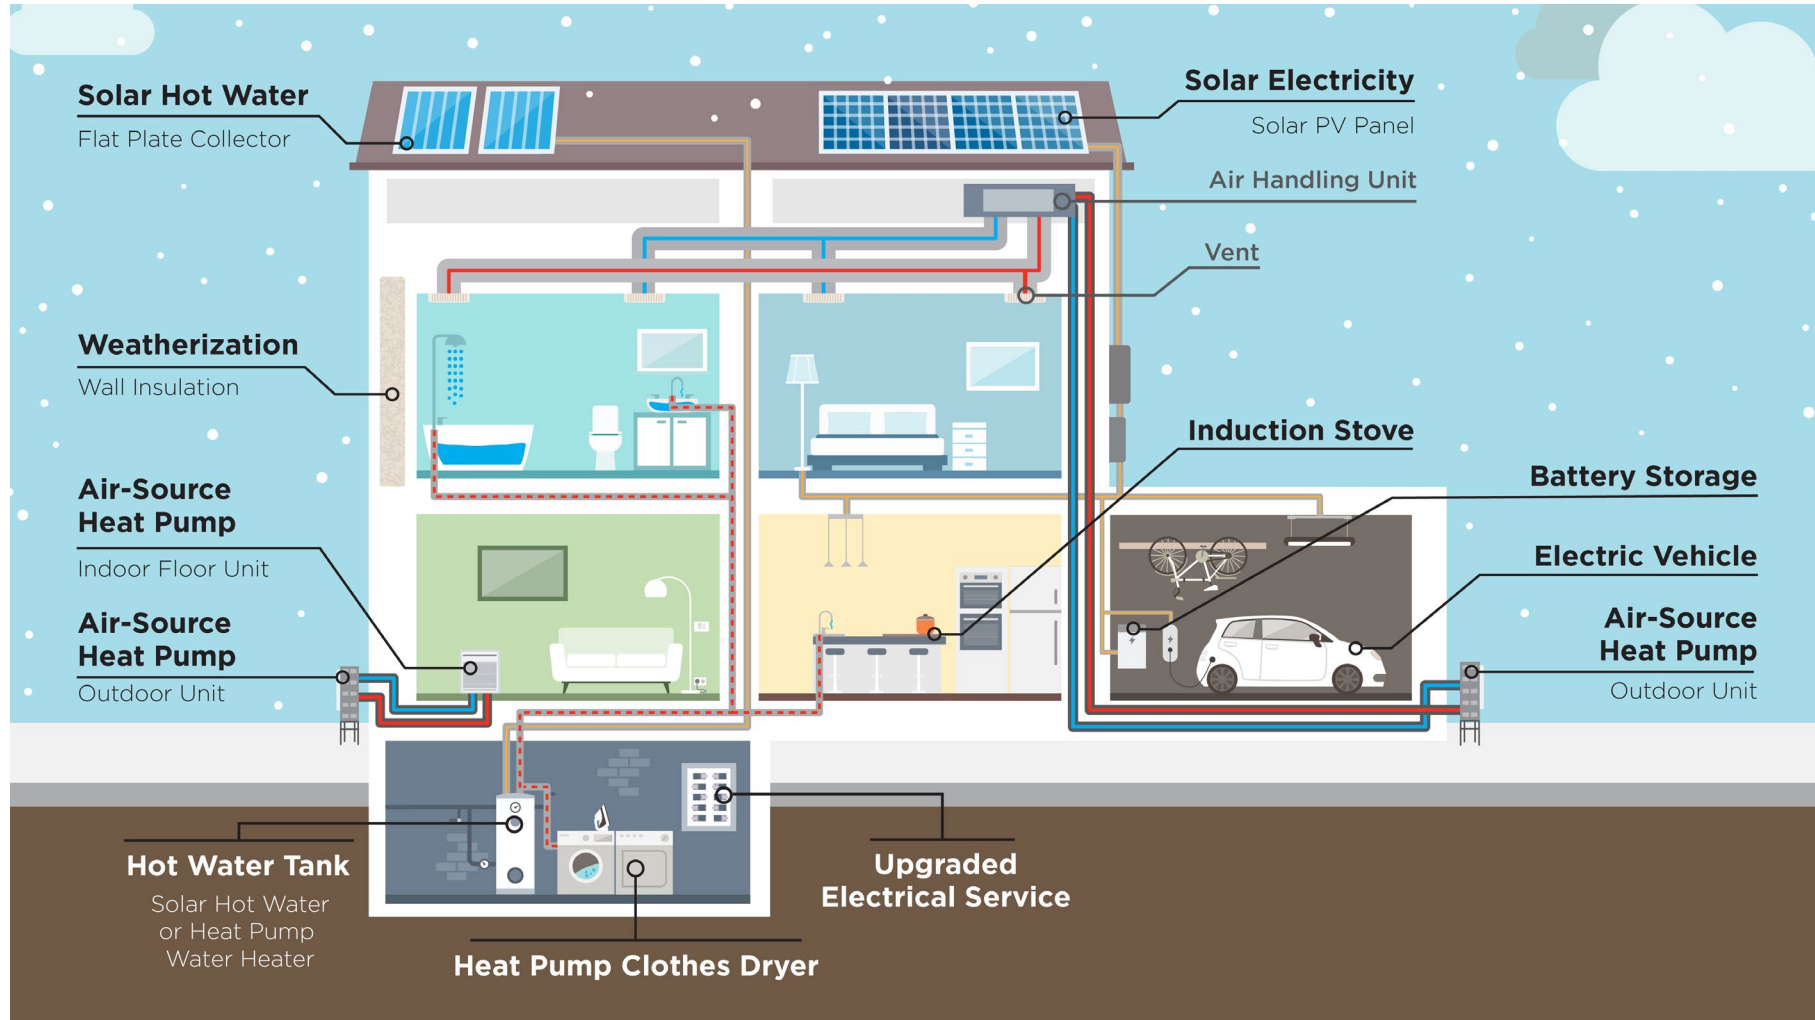 Solar Hot Water
Flat Plate Collector
Solar Electricity
Solar PV Panel
Air Handling Unit
Vent
Weatherization
Wall Insulation
Induction Stove
Battery Storage
Air-Source
Heat Pump
Indoor Floor Unit
Electric Vehicle
Air-Source
Heat Pump
Outdoor Unit
Air-Source
Heat Pump
Outdoor Unit
Hot Water Tank
Solar Hot Water
or Heat Pump
Water Heater
Upgraded
Electrical Service
Heat Pump Clothes Dryer